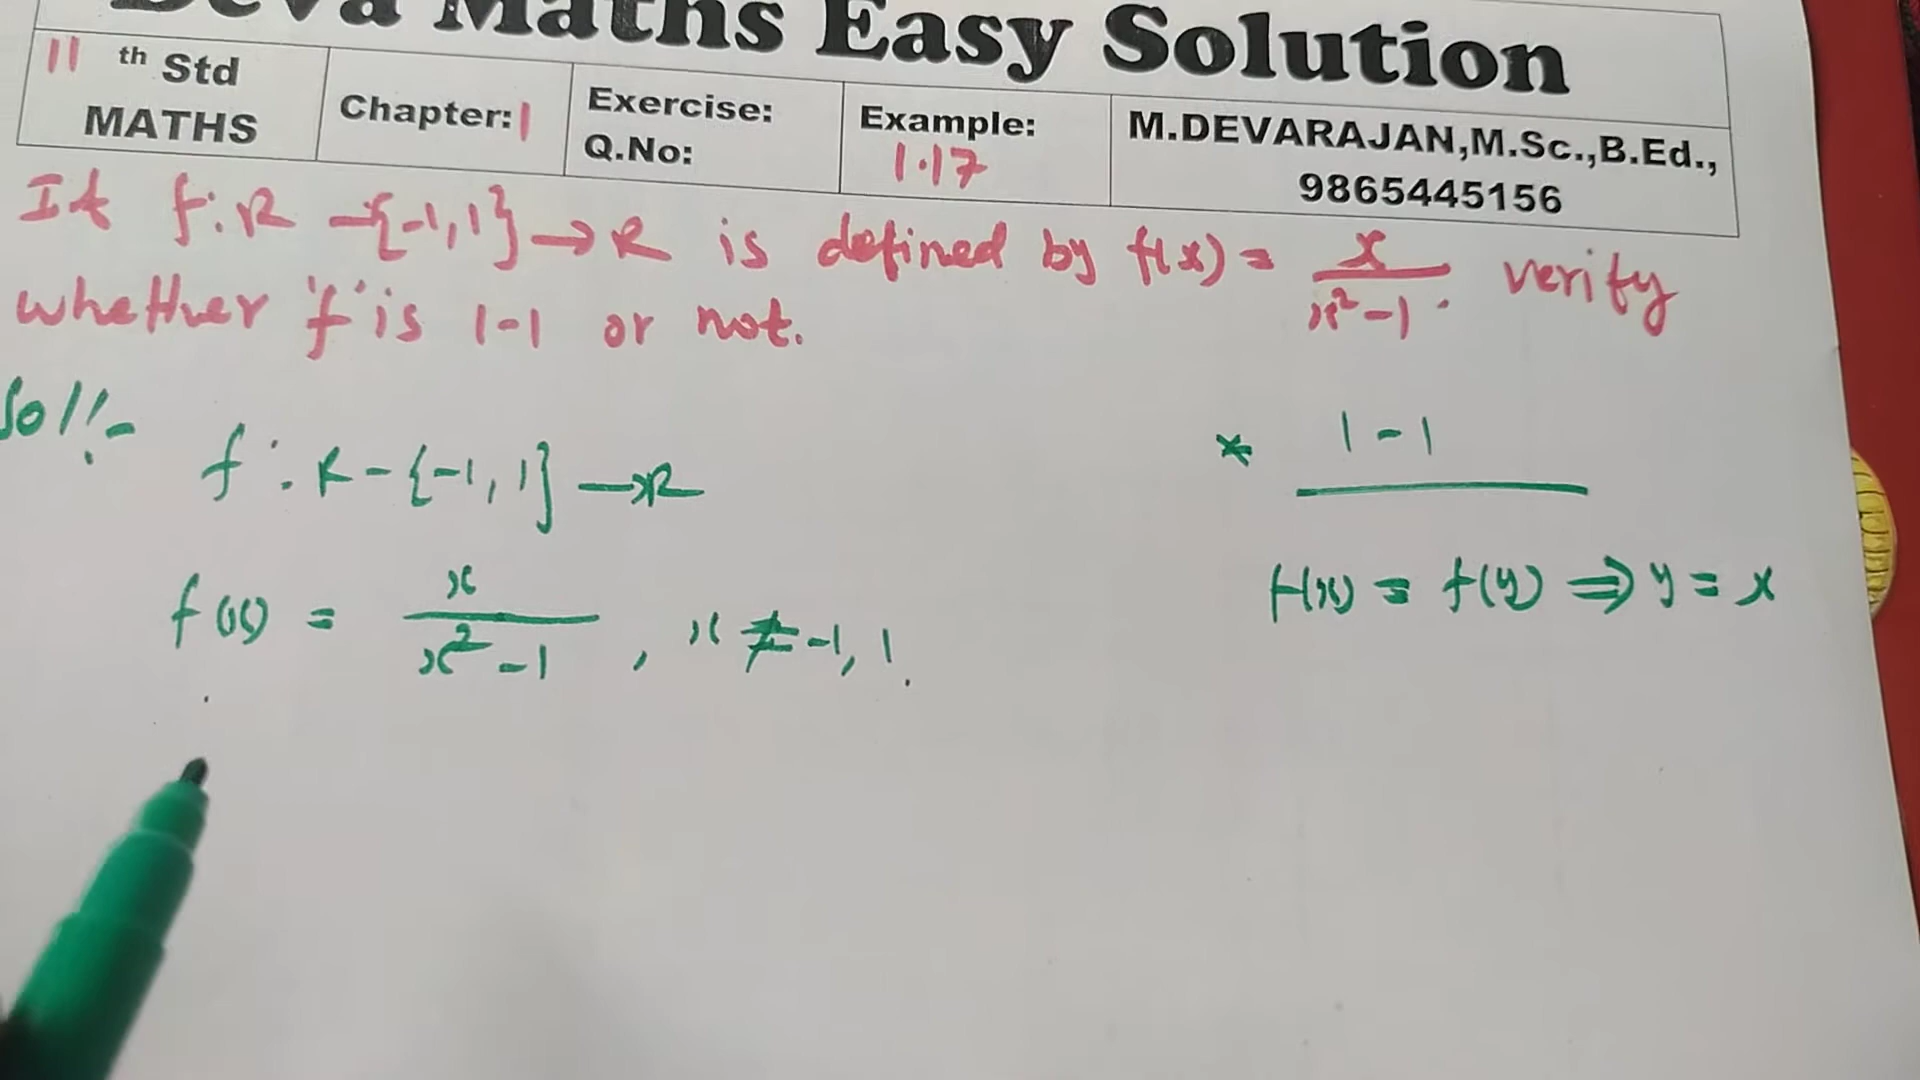 Deva Maths Easy Solution
11th Std MATHS
Chapter: 1
Exercise:
Q.No:
Example: 1.17
M.DEVARAJAN,M.Sc.,B.Ed.,
9865445156
If f: R -{-1,1} → R is defined by f(x) = x/(x²-1). verify
whether 'f' is 1-1 or not.
Sol!:-
f: R-{-1,1} → R
f(x) = x/(x²-1), x ≠ -1, 1.
* 1-1
f(x) = f(y) ⇒ y = x